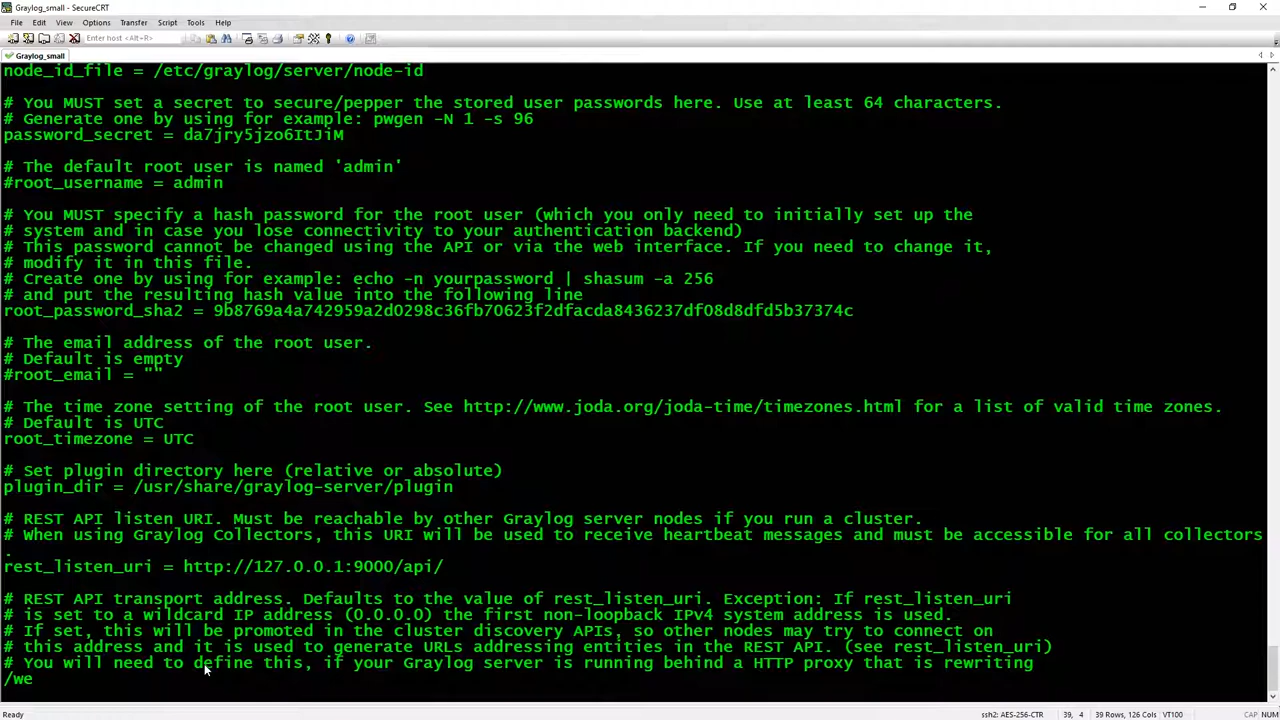 Graylog_small - SecureCRT
File Edit View Options Transfer Script Tools Help
Enter host <Alt+R>
Graylog_small
node_id_file = /etc/graylog/server/node-id
# You MUST set a secret to secure/pepper the stored user passwords here. Use at least 64 characters.
# Generate one by using for example: pwgen -N 1 -s 96
password_secret = da7jry5jzo6ItJiM
# The default root user is named 'admin'
#root_username = admin
# You MUST specify a hash password for the root user (which you only need to initially set up the
# system and in case you lose connectivity to your authentication backend)
# This password cannot be changed using the API or via the web interface. If you need to change it,
# modify it in this file.
# Create one by using for example: echo -n yourpassword | shasum -a 256
# and put the resulting hash value into the following line
root_password_sha2 = 9b8769a4a742959a2d0298c36fb70623f2dfacda8436237df08d8dfd5b37374c
# The email address of the root user.
# Default is empty
#root_email = ""
# The time zone setting of the root user. See http://www.joda.org/joda-time/timezones.html for a list of valid time zones.
# Default is UTC
root_timezone = UTC
# Set plugin directory here (relative or absolute)
plugin_dir = /usr/share/graylog-server/plugin
# REST API listen URI. Must be reachable by other Graylog server nodes if you run a cluster.
# When using Graylog Collectors, this URI will be used to receive heartbeat messages and must be accessible for all collectors
.
rest_listen_uri = http://127.0.0.1:9000/api/
# REST API transport address. Defaults to the value of rest_listen_uri. Exception: If rest_listen_uri
# is set to a wildcard IP address (0.0.0.0) the first non-loopback IPv4 system address is used.
# If set, this will be promoted in the cluster discovery APIs, so other nodes may try to connect on
# this address and it is used to generate URLs addressing entities in the REST API. (see rest_listen_uri)
# You will need to define this, if your Graylog server is running behind a HTTP proxy that is rewriting
/we
Ready ssh2: AES-256-CTR 39, 4 39 Rows, 126 Cols VT100 CAP NUM